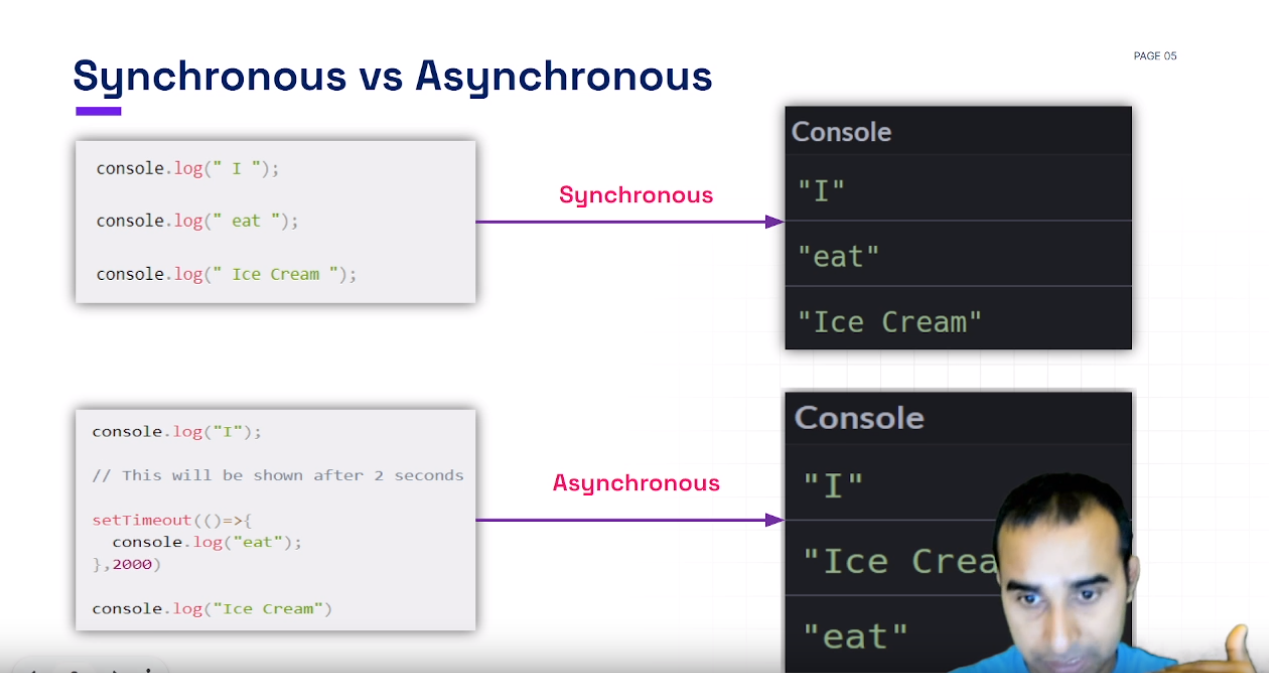 PAGE 05
Synchronous vs Asynchronous
console.log(" I ");
console.log(" eat ");
console.log(" Ice Cream ");
Synchronous
Console
"I"
"eat"
"Ice Cream"
console.log("I");
// This will be shown after 2 seconds
setTimeout(()=>{
console.log("eat");
},2000)
console.log("Ice Cream")
Asynchronous
Console
"I"
"Ice
"eat"